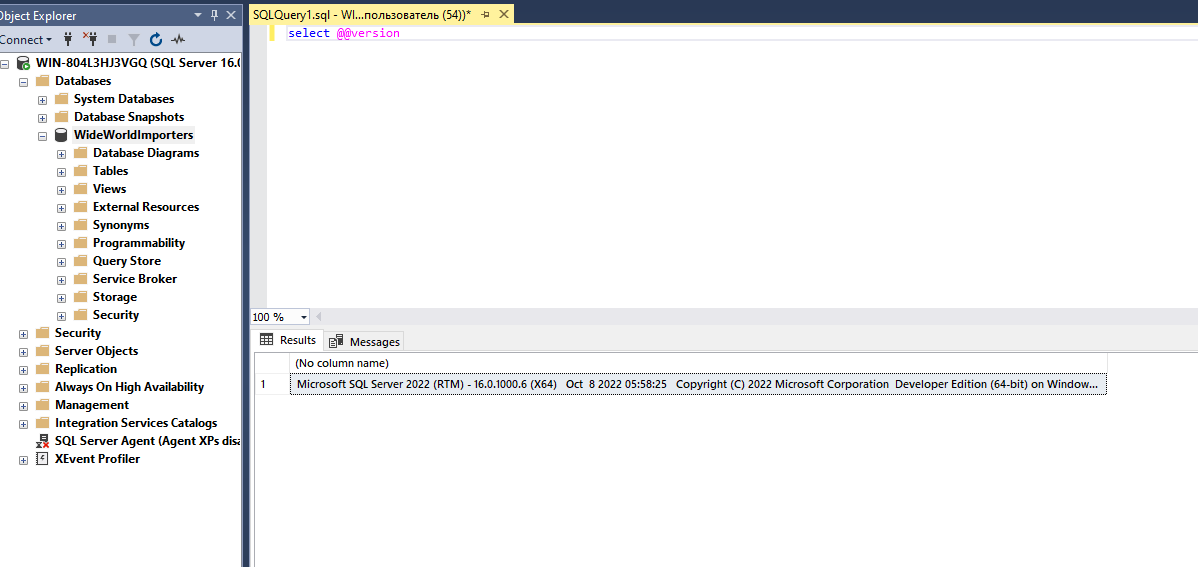 Object Explorer
Connect
WIN-804L3HJ3VGQ (SQL Server 16.0
Databases
System Databases
Database Snapshots
WideWorldImporters
Database Diagrams
Tables
Views
External Resources
Synonyms
Programmability
Query Store
Service Broker
Storage
Security
Security
Server Objects
Replication
Always On High Availability
Management
Integration Services Catalogs
SQL Server Agent (Agent XPs disa
XEvent Profiler
SQLQuery1.sql - WI...пользователь (54))*
select @@version
100 %
Results
Messages
(No column name)
1 Microsoft SQL Server 2022 (RTM) - 16.0.1000.6 (X64) Oct 8 2022 05:58:25 Copyright (C) 2022 Microsoft Corporation Developer Edition (64-bit) on Window...